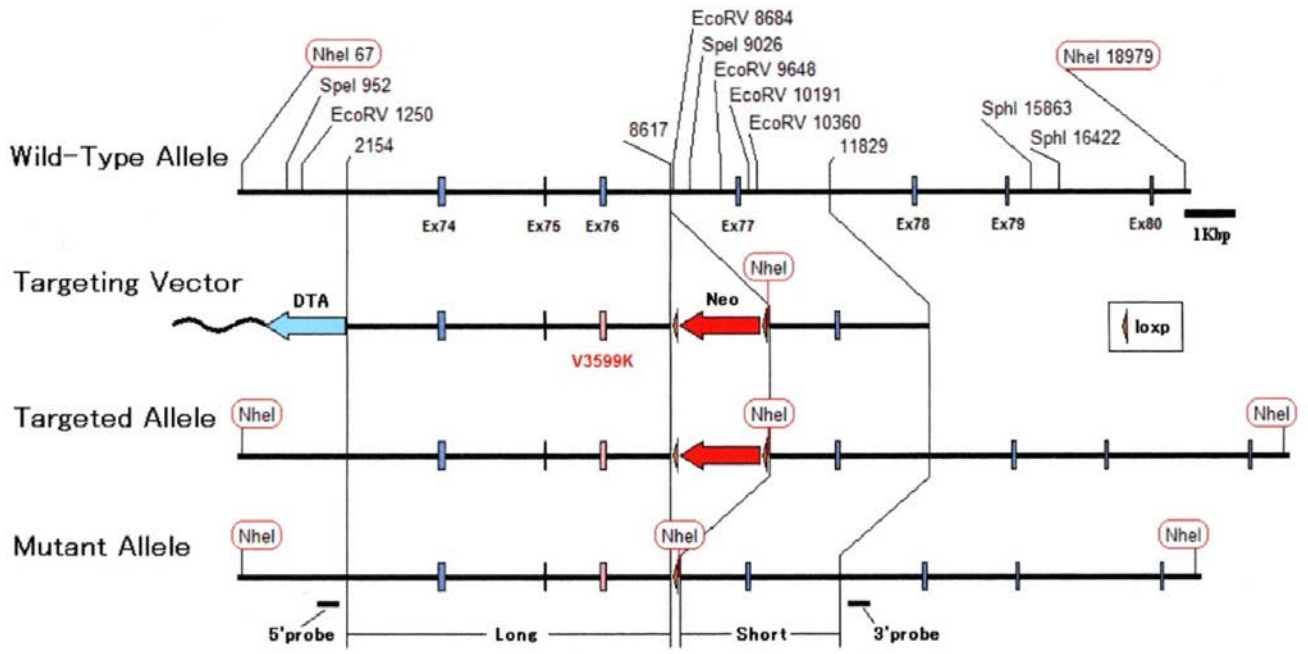 EcoRV 8684
NheI 67
SpeI 9026
NheI 18979
SpeI 952
EcoRV 9648
EcoRV 1250
EcoRV 10191
SphI 15863
2154
8617
EcoRV 10360
SphI 16422
11829
Wild-Type Allele
Ex74
Ex75
Ex76
Ex77
Ex78
Ex79
Ex80
1Kbp
Targeting Vector
NheI
DTA
Neo
loxp
V3599K
Targeted Allele
NheI
NheI
NheI
Mutant Allele
NheI
NheI
NheI
5'probe
Long
Short
3'probe